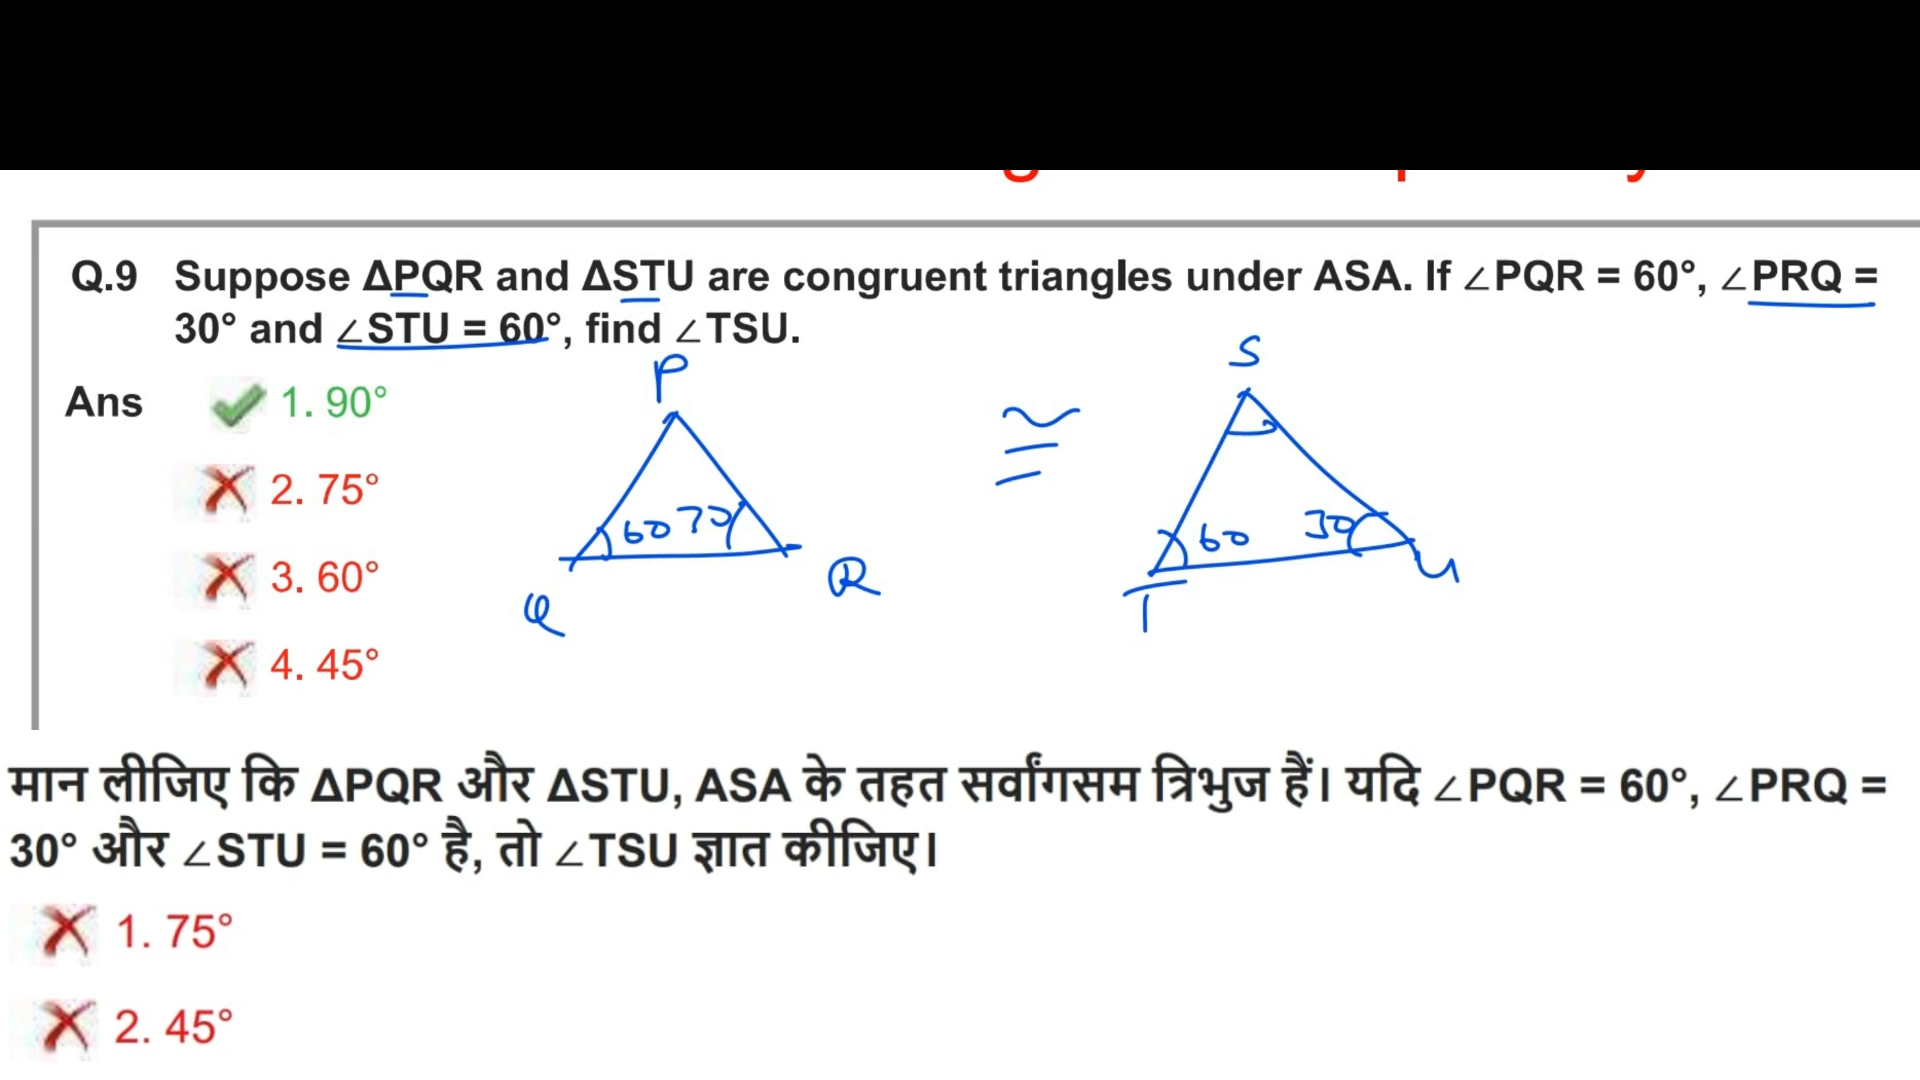 Q.9 Suppose ΔPQR and ΔSTU are congruent triangles under ASA. If ∠PQR = 60°, ∠PRQ =
30° and ∠STU = 60°, find ∠TSU.
Ans 1. 90°
2. 75°
3. 60°
4. 45°
P
S
≅
60
30
60 30
Q
R
T
U
मान लीजिए कि ΔPQR और ΔSTU, ASA के तहत सर्वांगसम त्रिभुज हैं। यदि ∠PQR = 60°, ∠PRQ =
30° और ∠STU = 60° है, तो ∠TSU ज्ञात कीजिए।
1. 75°
2. 45°